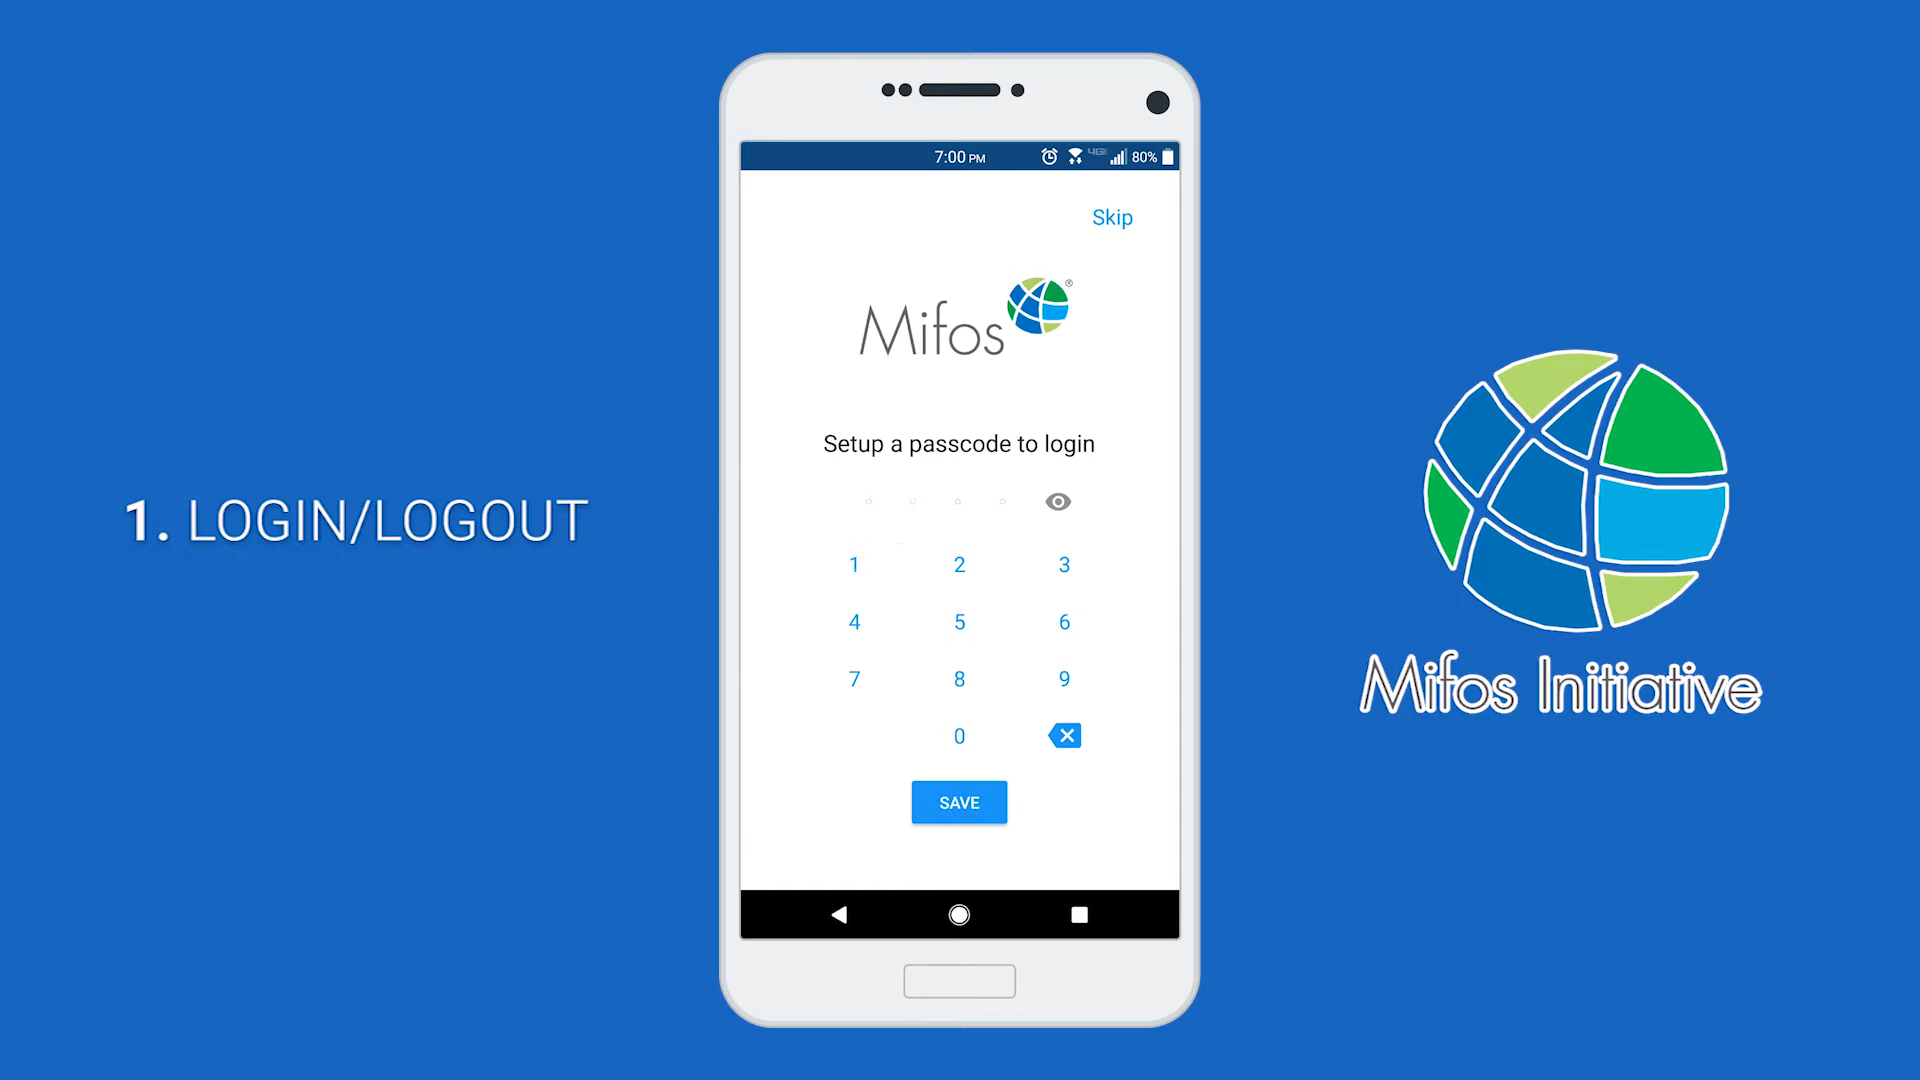 1. LOGIN/LOGOUT
7:00 PM
4G
80%
Skip
Mifos®
Setup a passcode to login
1 2 3
4 5 6
7 8 9
0
SAVE
Mifos Initiative